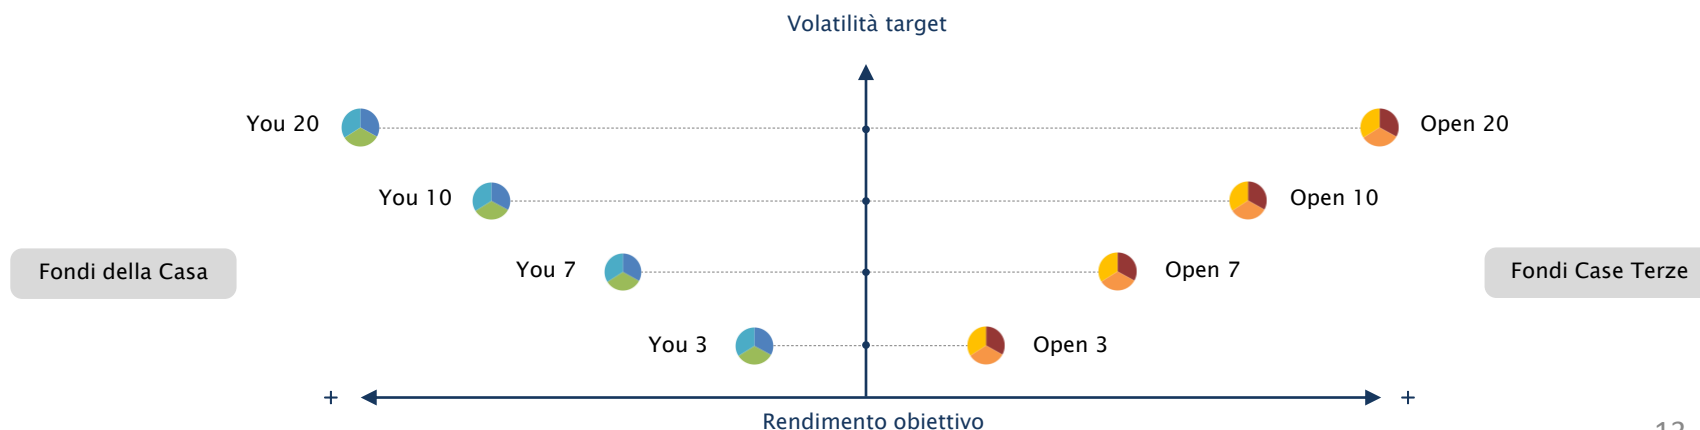 Volatilità target
You 20
Open 20
You 10
Open 10
Fondi della Casa
You 7
Open 7
Fondi Case Terze
You 3
Open 3
+
+
Rendimento obiettivo